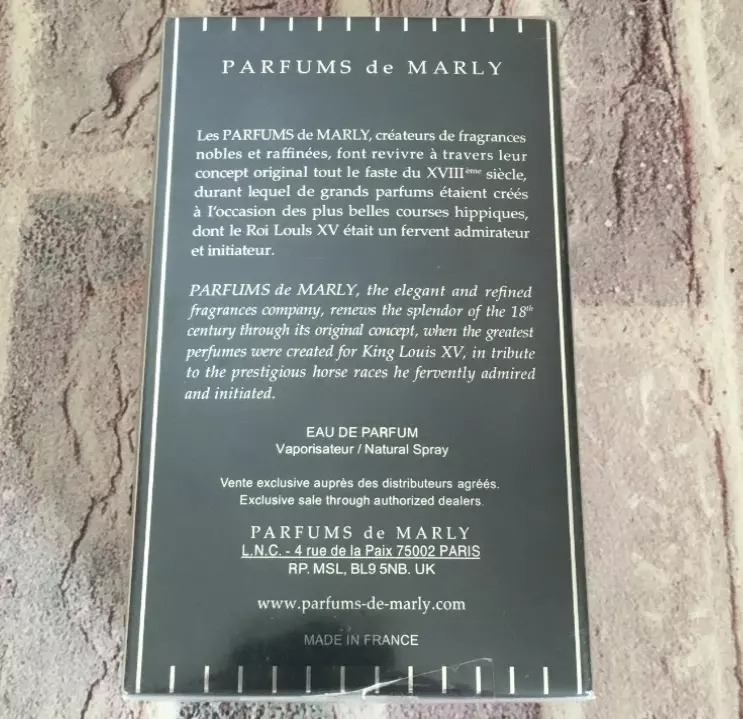 PARFUMS de MARLY
Les PARFUMS de MARLY, créateurs de fragrances
nobles et raffinées, font revivre à travers leur
concept original tout le faste du XVIIIème siècle,
durant lequel de grands parfums étaient créés
à l'occasion des plus belles courses hippiques,
dont le Roi Louls XV était un fervent admirateur
et initiateur.
PARFUMS de MARLY, the elegant and refined
fragrances company, renews the splendor of the 18th
century through its original concept, when the greatest
perfumes were created for King Louis XV, in tribute
to the prestigious horse races he fervently admired
and initiated.
EAU DE PARFUM
Vaporisateur / Natural Spray
Vente exclusive auprès des distributeurs agréés.
Exclusive sale through authorized dealers.
PARFUMS de MARLY
L.N.C. - 4 rue de la Paix 75002 PARIS
RP. MSL, BL9 5NB. UK
www.parfums-de-marly.com
MADE IN FRANCE